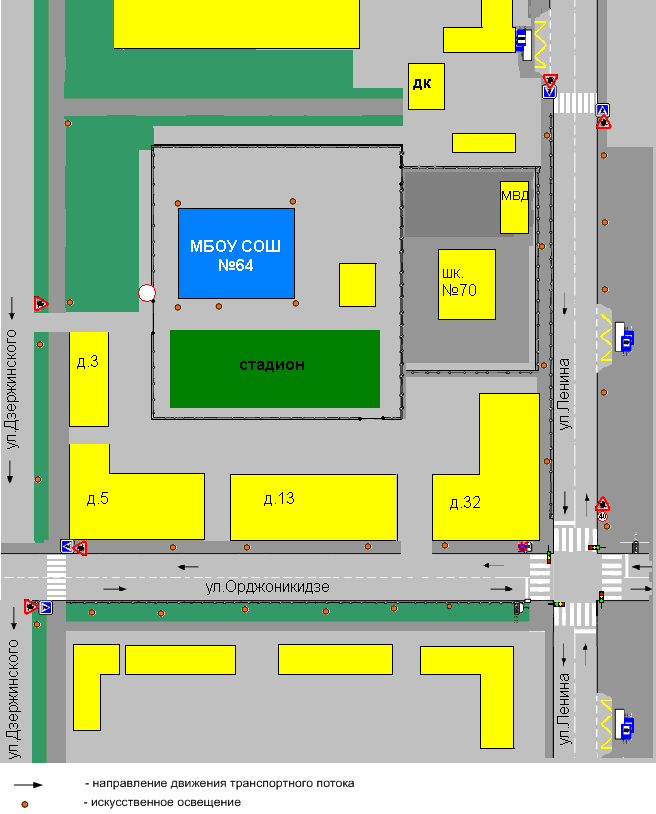 ДК
МВД
МБОУ СОШ
№64
шк.
№70
стадион
ул.Дзержинского
д.3
ул.Ленина
д.5
д.13
д.32
40
ул.Орджоникидзе
ул.Дзержинского
ул.Ленина
- направление движения транспортного потока
- искусственное освещение